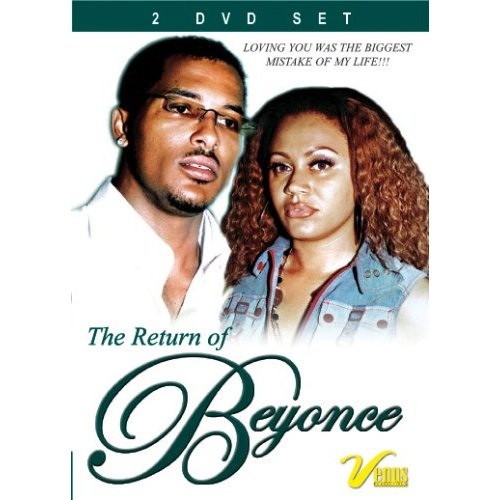 2 DVD SET
LOVING YOU WAS THE BIGGEST
MISTAKE OF MY LIFE!!!
The Return of
Beyonce
Venus